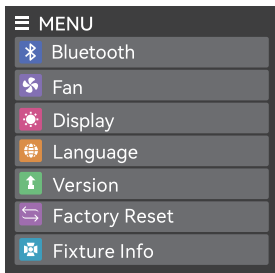 MENU
Bluetooth
Fan
Display
Language
Version
Factory Reset
Fixture Info